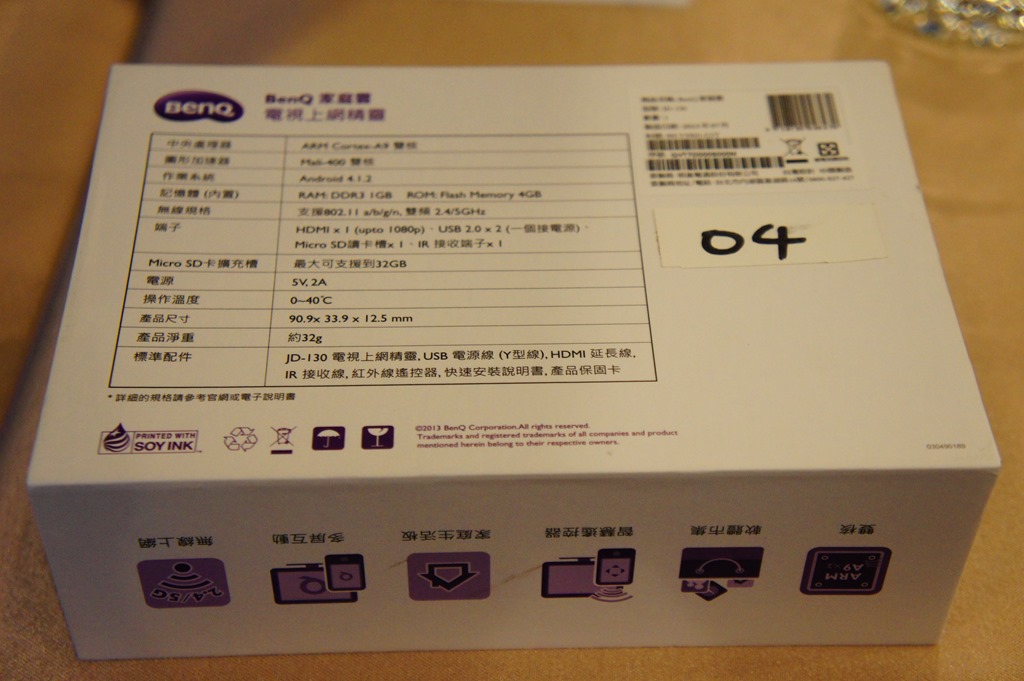 BenQ
BenQ 家庭雲
電視上網精靈
中央處理器 ARM Cortex-A9 雙核
圖形加速器 Mali-400 雙核
作業系統 Android 4.1.2
記憶體 (內置) RAM: DDR3 1GB ROM: Flash Memory 4GB
無線規格 支援802.11 a/b/g/n, 雙頻 2.4/5GHz
端子 HDMI x 1 (upto 1080p)、USB 2.0 x 2 (一個接電源)、
Micro SD讀卡槽x 1、IR 接收端子x 1
Micro SD卡擴充槽 最大可支援到32GB
電源 5V, 2A
操作溫度 0~40℃
產品尺寸 90.9x 33.9 x 12.5 mm
產品淨重 約32g
標準配件 JD-130 電視上網精靈, USB 電源線 (Y型線), HDMI 延長線,
IR 接收線, 紅外線遙控器, 快速安裝說明書, 產品保固卡
* 詳細的規格請參考官網或電子說明書
04
PRINTED WITH
SOY INK
©2013 BenQ Corporation.All rights reserved.
Trademarks and registered trademarks of all companies and product
mentioned herein belong to their respective owners.
無線上網 多屏互動 家庭生活板 智慧遙控器 軟體市集 雙核
2.4/5G
ARM
A9